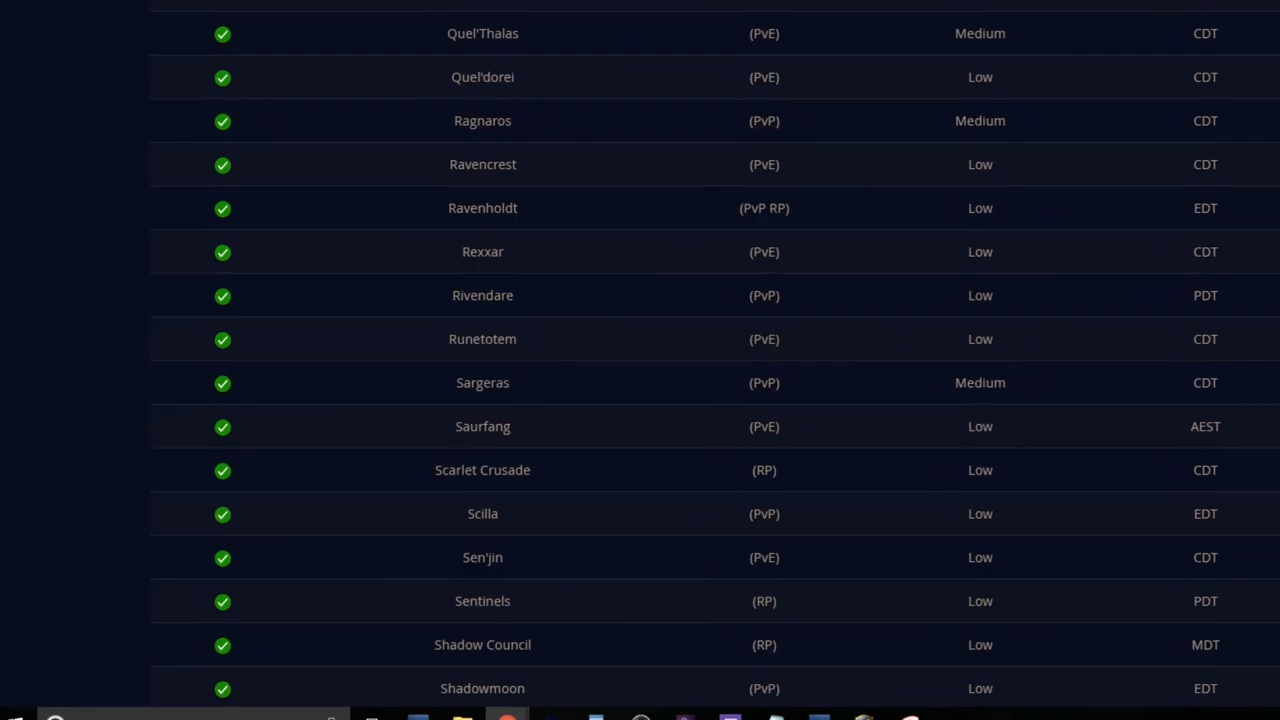 Quel'Thalas (PvE) Medium CDT
Quel'dorei (PvE) Low CDT
Ragnaros (PvP) Medium CDT
Ravencrest (PvE) Low CDT
Ravenholdt (PvP RP) Low EDT
Rexxar (PvE) Low CDT
Rivendare (PvP) Low PDT
Runetotem (PvE) Low CDT
Sargeras (PvP) Medium CDT
Saurfang (PvE) Low AEST
Scarlet Crusade (RP) Low CDT
Scilla (PvP) Low EDT
Sen'jin (PvE) Low CDT
Sentinels (RP) Low PDT
Shadow Council (RP) Low MDT
Shadowmoon (PvP) Low EDT